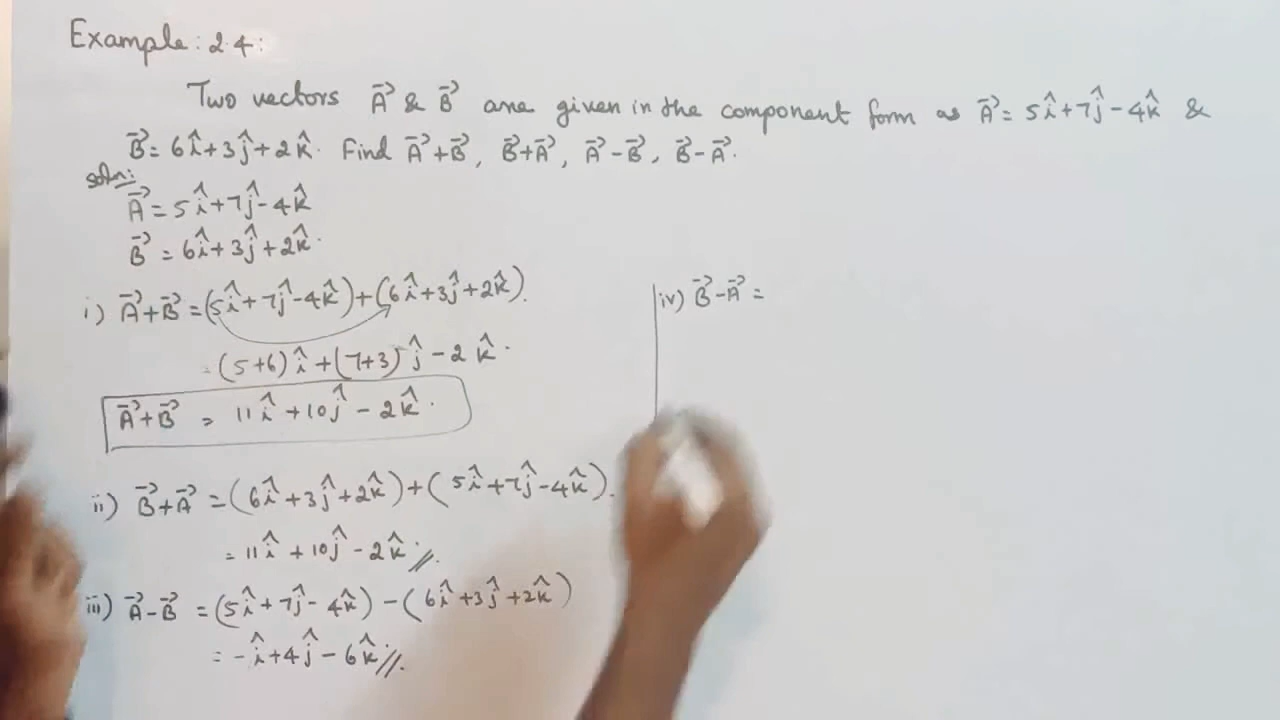 Example: 2.4:
Two vectors A⃗ & B⃗ are given in the component form as A⃗ = 5î+7ĵ-4k̂ &
B⃗ = 6î+3ĵ+2k̂. Find A⃗+B⃗, B⃗+A⃗, A⃗-B⃗, B⃗-A⃗.
soln:
A⃗ = 5î+7ĵ-4k̂
B⃗ = 6î+3ĵ+2k̂.
i) A⃗+B⃗ = (5î+7ĵ-4k̂)+(6î+3ĵ+2k̂).
= (5+6)î+(7+3)ĵ-2k̂.
A⃗+B⃗ = 11î+10ĵ-2k̂.
ii) B⃗+A⃗ = (6î+3ĵ+2k̂)+(5î+7ĵ-4k̂).
= 11î+10ĵ-2k̂//.
iii) A⃗-B⃗ = (5î+7ĵ-4k̂)-(6î+3ĵ+2k̂)
= -î+4ĵ-6k̂//.
iv) B⃗-A⃗ =